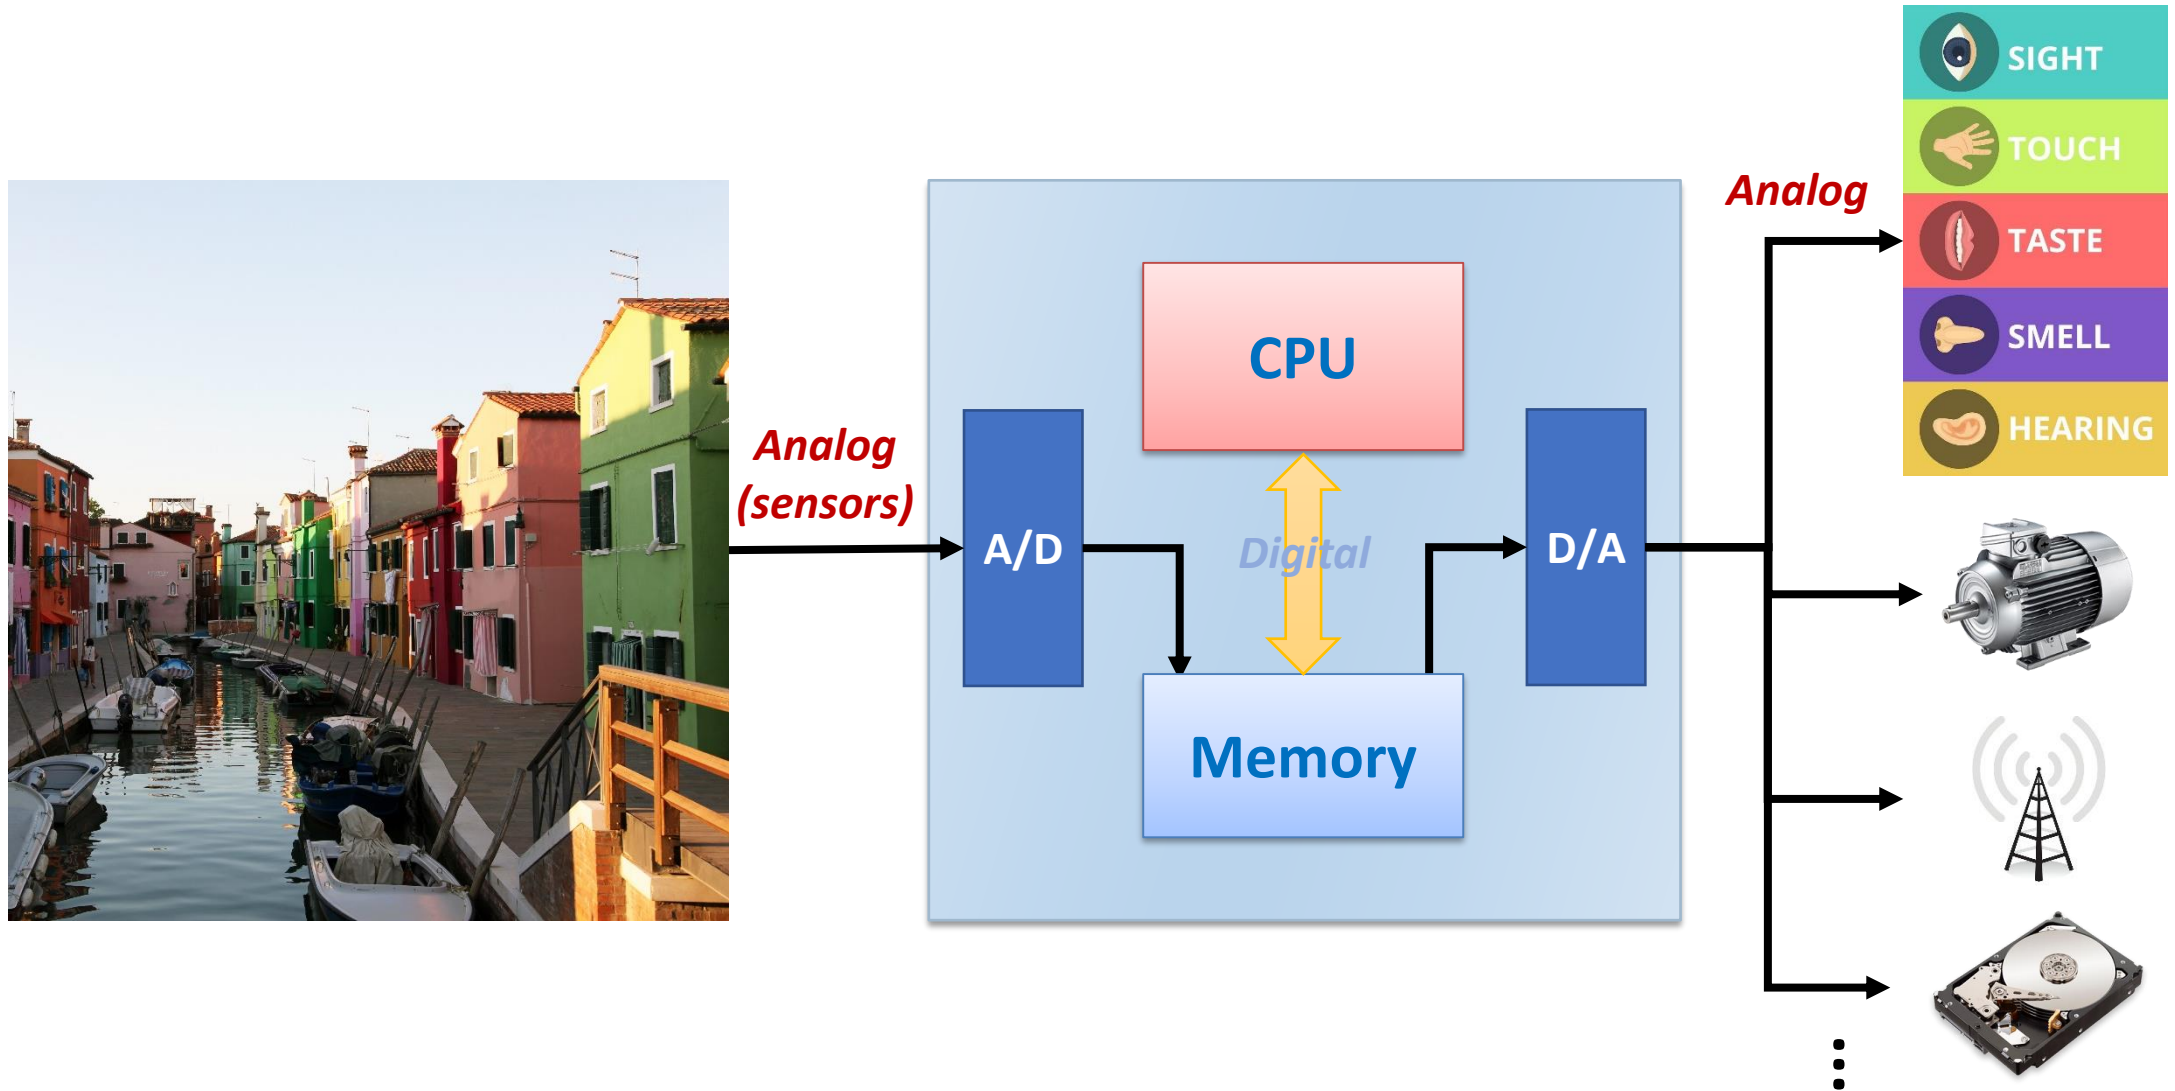 Analog
(sensors)
A/D
CPU
Digital
Memory
D/A
Analog
SIGHT
TOUCH
TASTE
SMELL
HEARING